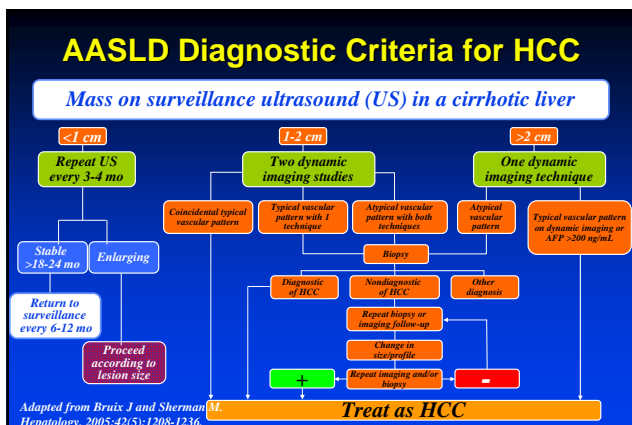 AASLD Diagnostic Criteria for HCC
Mass on surveillance ultrasound (US) in a cirrhotic liver
<1 cm
1-2 cm
>2 cm
Repeat US
every 3-4 mo
Two dynamic
imaging studies
One dynamic
imaging technique
Coincidental typical
vascular pattern
Typical vascular
pattern with 1
technique
Atypical vascular
pattern with both
techniques
Atypical
vascular
pattern
Typical vascular pattern
on dynamic imaging or
AFP >200 ng/mL
Stable
>18-24 mo
Enlarging
Biopsy
Diagnostic
of HCC
Nondiagnostic
of HCC
Other
diagnosis
Return to
surveillance
every 6-12 mo
Repeat biopsy or
imaging follow-up
Proceed
according to
lesion size
Change in
size/profile
+
Repeat imaging and/or
biopsy
-
Treat as HCC
Adapted from Bruix J and Sherman M.
Hepatology. 2005;42(5):1208-1236.